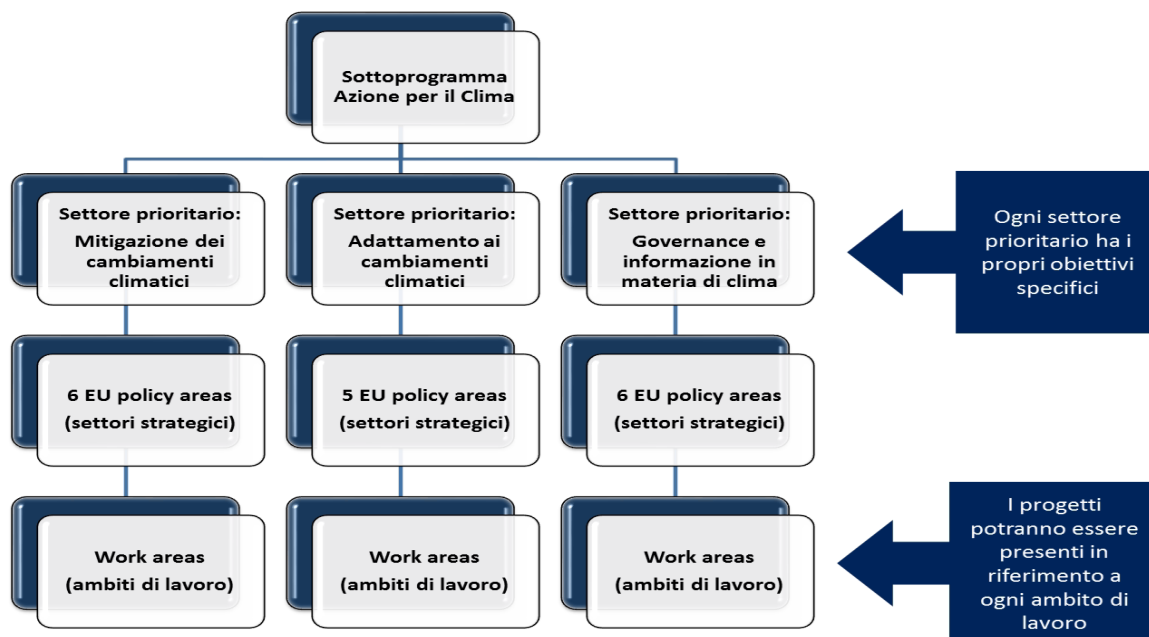 Sottoprogramma
Azione per il Clima
Settore prioritario:
Mitigazione dei
cambiamenti
climatici
Settore prioritario:
Adattamento ai
cambiamenti
climatici
Settore prioritario:
Governance e
informazione in
materia di clima
Ogni settore
prioritario ha i
propri obiettivi
specifici
6 EU policy areas
(settori strategici)
5 EU policy areas
(settori strategici)
6 EU policy areas
(settori strategici)
Work areas
(ambiti di lavoro)
Work areas
(ambiti di lavoro)
Work areas
(ambiti di lavoro)
I progetti
potranno essere
presenti in
riferimento a
ogni ambito di
lavoro